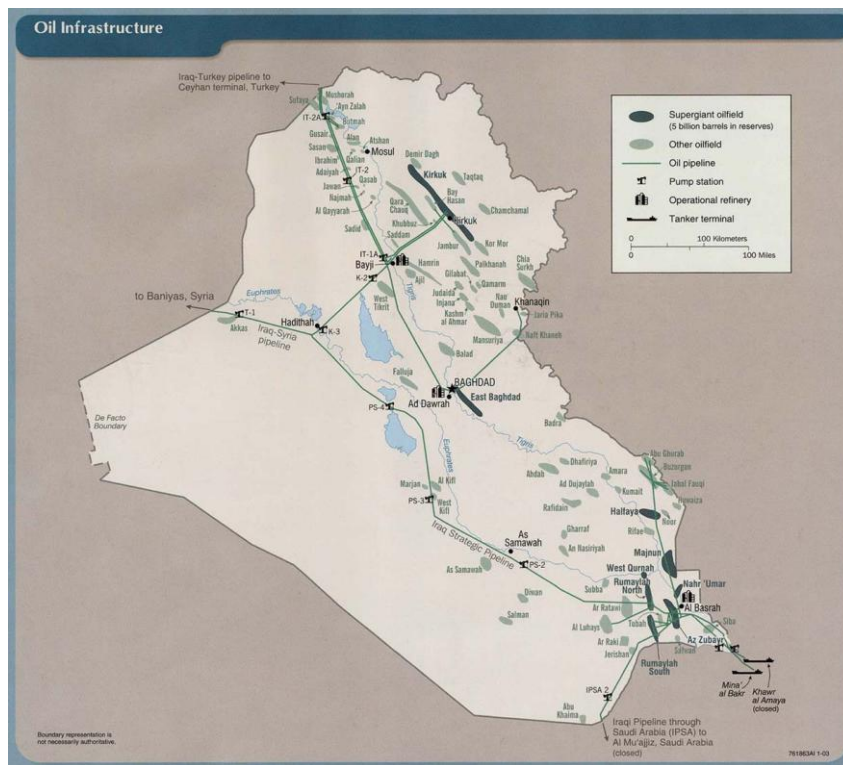 Oil Infrastructure
Iraq-Turkey pipeline to
Ceyhan terminal, Turkey
Supergiant oilfield
(5 billion barrels in reserves)
Other oilfield
Oil pipeline
Pump station
Operational refinery
Tanker terminal
0 100 Kilometers
0 100 Miles
Mushorah
Sufaya
'Ayn Zalah
IT-2A
Butmah
Gusair
Alan
Atshan
Sasan
Mosul
Ibrahim
Qalian
Demir Dagh
Adaiyah
IT-2
Qasab
Kirkuk
Taqtaq
Jawan
Bay
Hasan
Najmah
Qara
Chauq
Al Qayyarah
Chamchamal
Khubbaz
Kirkuk
Sadid
Saddam
Jambur
Kor Mor
IT-1A
Bayji
Hamrin
Pulkhanah
Chia
Surkh
K-2
Ajil
Gilabat
Qamarm
to Baniyas, Syria
Euphrates
Tigris
Judaida
Injana
Nau
Duman
Khanaqin
West
Tikrit
Kashm
al Ahmar
T-1
Jaria Pika
Akkas
Hadithah
K-3
Iraq-Syria
pipeline
Mansuriya
Naft Khaneh
Balad
Falluja
BAGHDAD
Ad Dawrah
East Baghdad
PS-4
De Facto
Boundary
Badra
Tigris
Euphrates
Abu Ghurab
Dhafiriya
Buzurgan
Ahdab
Amara
Marjan
Al Kifl
Ad Dujaylah
Kumait
Jabal Fauqi
PS-3
West
Kifl
Huwaiza
Rafidain
Halfaya
Noor
Iraq Strategic Pipeline
As
Samawah
Gharraf
Rifae
An Nasiriyah
Majnun
PS-2
West Qurnah
As Samawah
Subba
Rumaylah
North
Nahr 'Umar
Diwan
Ar Ratawi
Al Basrah
Salman
Al Luhays
Tubah
Siba
Ar Raki
Az Zubayr
Jerishan
Safwan
Rumaylah
South
IPSA 2
Mina'
al Bakr
Khawr
al Amaya
(closed)
Abu
Khaima
Iraqi Pipeline through
Saudi Arabia (IPSA) to
Al Mu'ajjiz, Saudi Arabia
(closed)
Boundary representation is
not necessarily authoritative.
761863AI 1-03